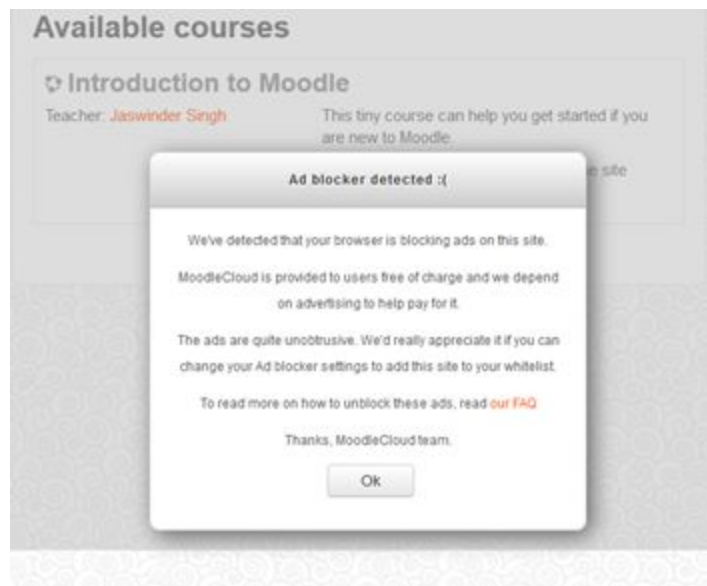 Available courses
Introduction to Moodle
Teacher: Jaswinder Singh
This tiny course can help you get started if you
are new to Moodle.
e site
Ad blocker detected :(
We've detected that your browser is blocking ads on this site.
MoodleCloud is provided to users free of charge and we depend
on advertising to help pay for it.
The ads are quite unobtrusive. We'd really appreciate it if you can
change your Ad blocker settings to add this site to your whitelist.
To read more on how to unblock these ads, read our FAQ
Thanks, MoodleCloud team.
Ok